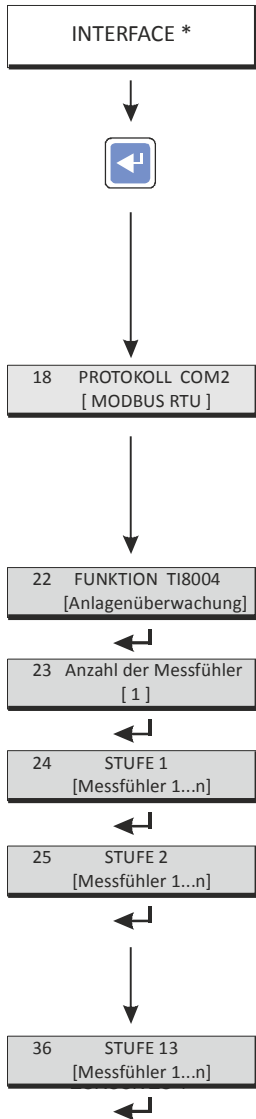 INTERFACE *
18 PROTOKOLL COM2
[ MODBUS RTU ]
22 FUNKTION TI8004
[Anlagenüberwachung]
23 Anzahl der Messfühler
[ 1 ]
24 STUFE 1
[Messfühler 1...n]
25 STUFE 2
[Messfühler 1...n]
36 STUFE 13
[Messfühler 1...n]